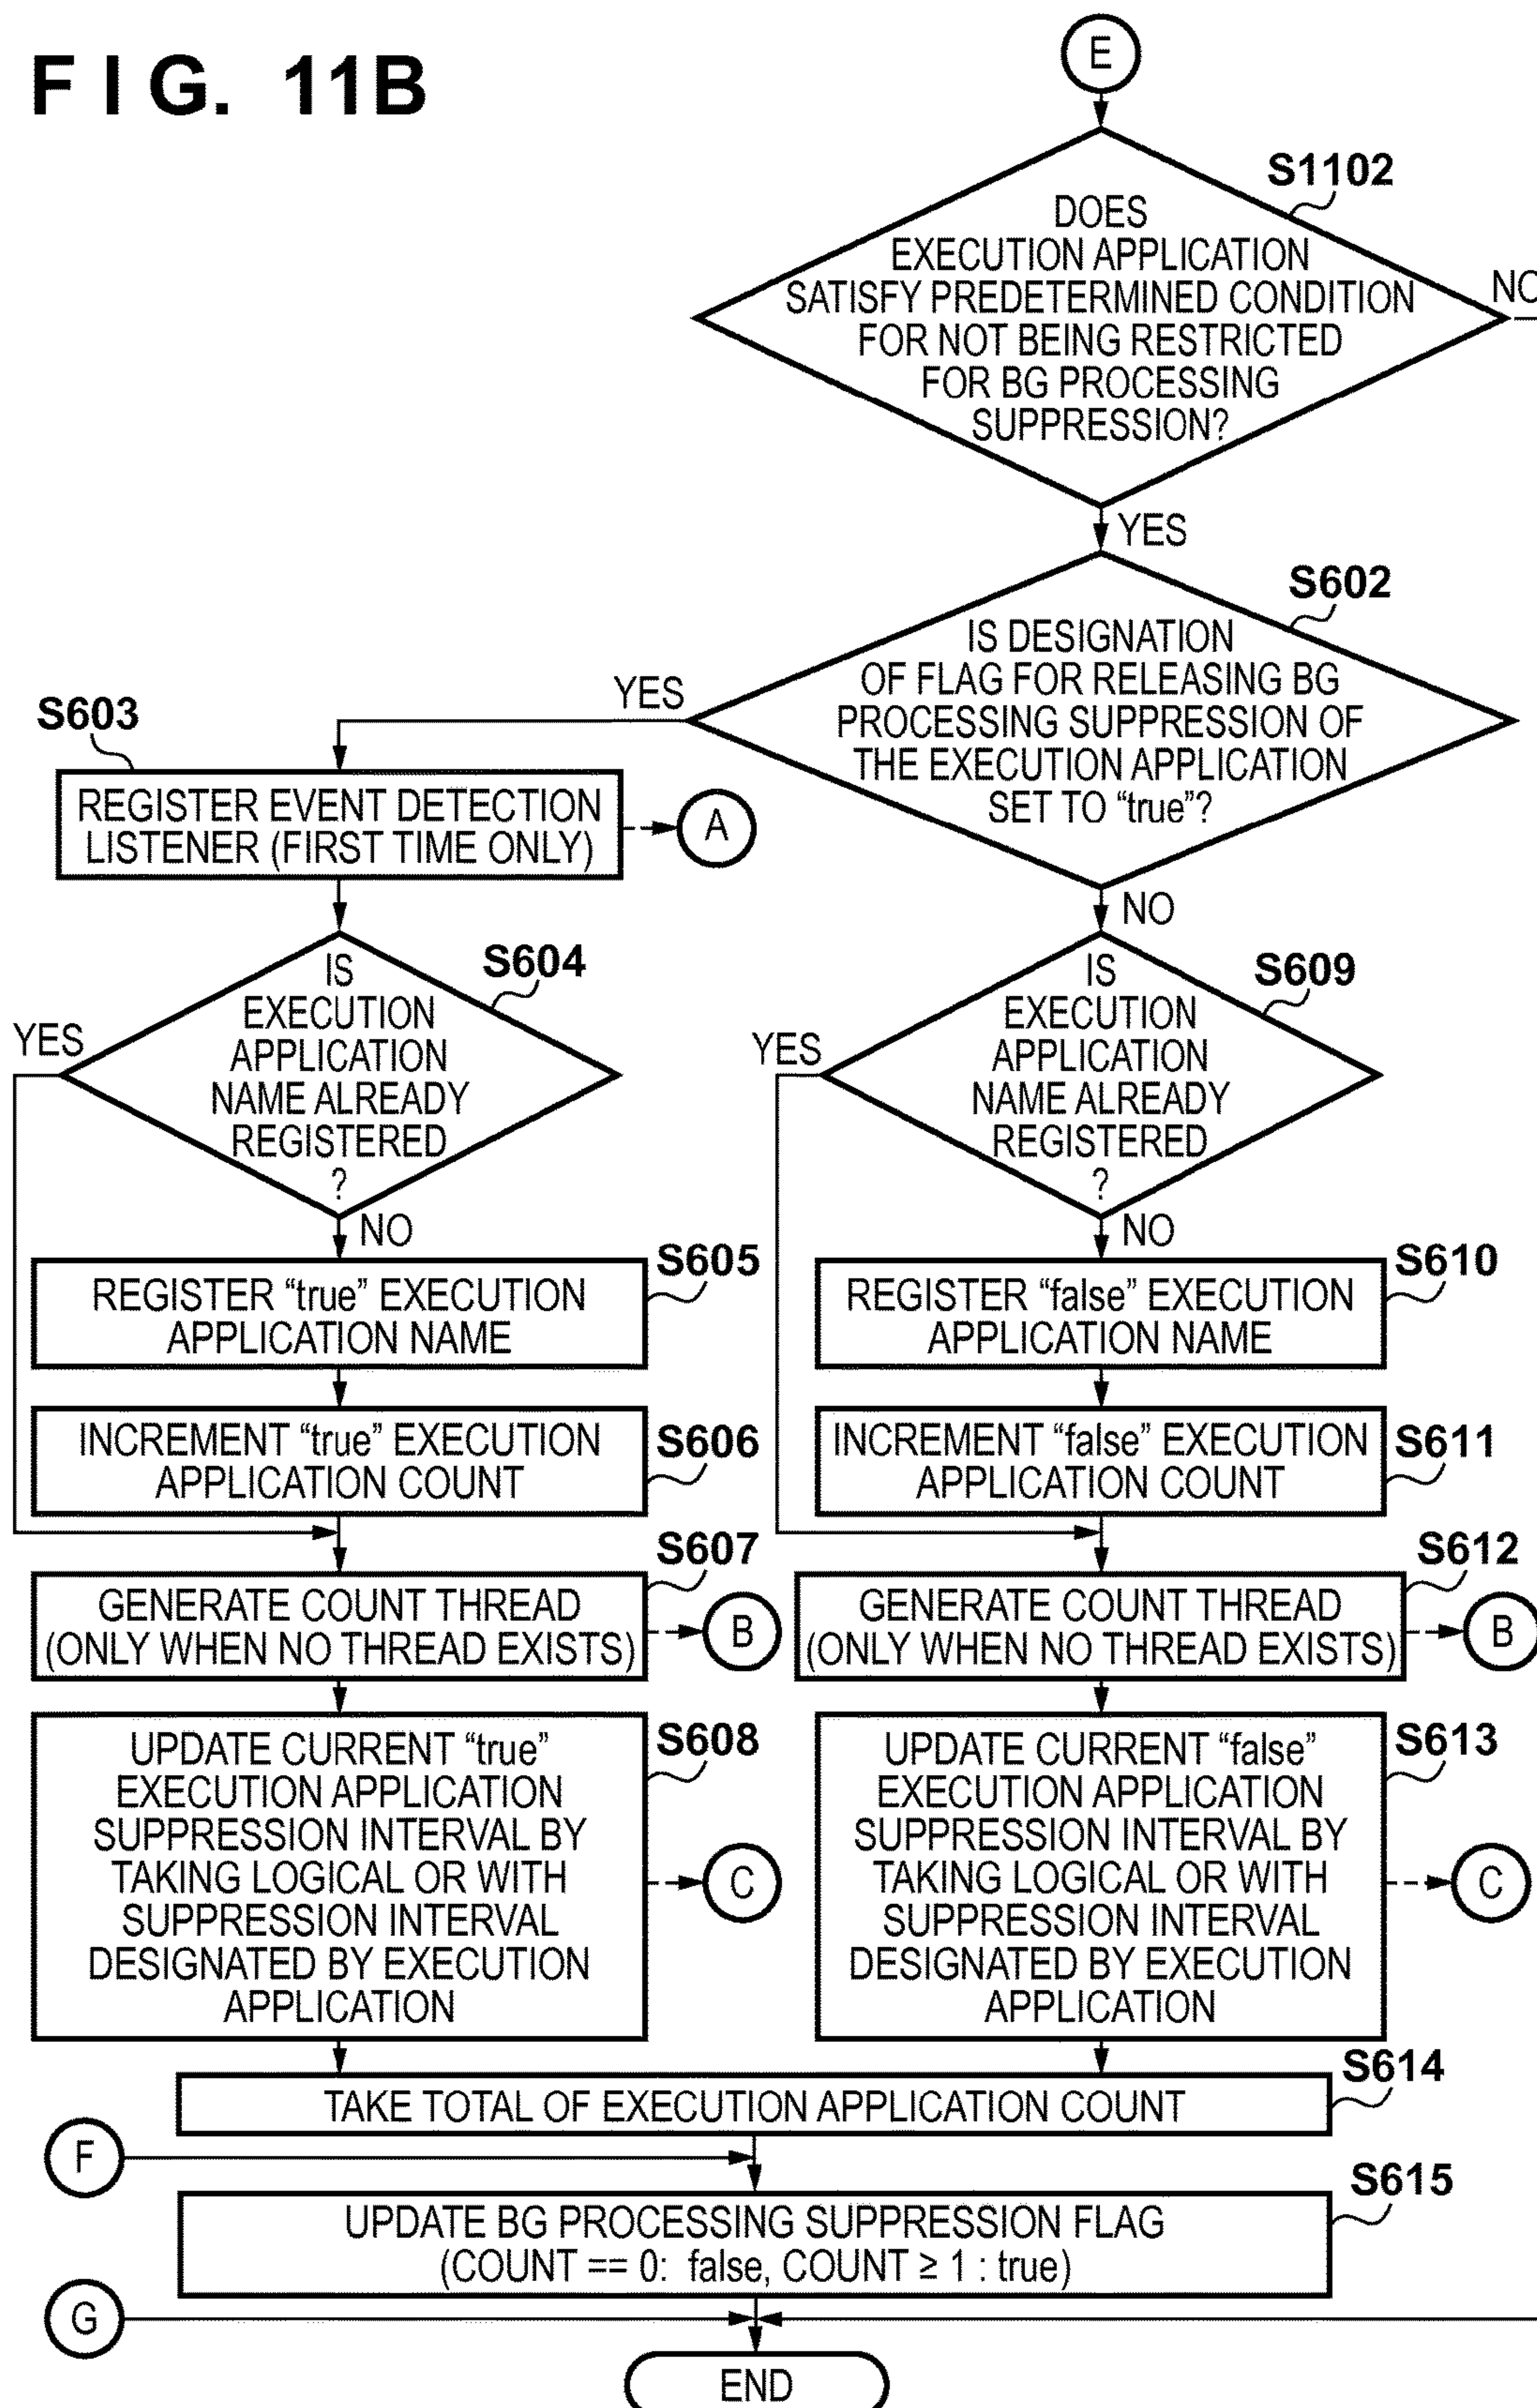 FIG. 11B
E
S1102
DOES
EXECUTION APPLICATION
SATISFY PREDETERMINED CONDITION
FOR NOT BEING RESTRICTED
FOR BG PROCESSING
SUPPRESSION?
NO
YES
S602
IS DESIGNATION
OF FLAG FOR RELEASING BG
PROCESSING SUPPRESSION OF
THE EXECUTION APPLICATION
SET TO “true”?
YES
NO
S603
REGISTER EVENT DETECTION
LISTENER (FIRST TIME ONLY)
A
S604
IS
EXECUTION
APPLICATION
NAME ALREADY
REGISTERED
?
YES
NO
S609
IS
EXECUTION
APPLICATION
NAME ALREADY
REGISTERED
?
YES
NO
S605
REGISTER “true” EXECUTION
APPLICATION NAME
S610
REGISTER “false” EXECUTION
APPLICATION NAME
S606
INCREMENT “true” EXECUTION
APPLICATION COUNT
S611
INCREMENT “false” EXECUTION
APPLICATION COUNT
S607
GENERATE COUNT THREAD
(ONLY WHEN NO THREAD EXISTS)
B
S612
GENERATE COUNT THREAD
(ONLY WHEN NO THREAD EXISTS)
B
S608
UPDATE CURRENT “true”
EXECUTION APPLICATION
SUPPRESSION INTERVAL BY
TAKING LOGICAL OR WITH
SUPPRESSION INTERVAL
DESIGNATED BY EXECUTION
APPLICATION
C
S613
UPDATE CURRENT “false”
EXECUTION APPLICATION
SUPPRESSION INTERVAL BY
TAKING LOGICAL OR WITH
SUPPRESSION INTERVAL
DESIGNATED BY EXECUTION
APPLICATION
C
S614
TAKE TOTAL OF EXECUTION APPLICATION COUNT
F
S615
UPDATE BG PROCESSING SUPPRESSION FLAG
(COUNT == 0: false, COUNT ≥ 1 : true)
G
END